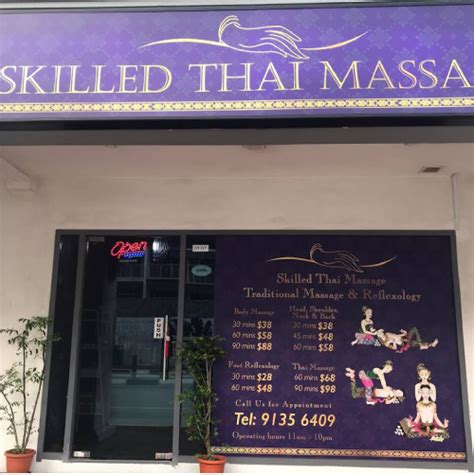 SKILLED THAI MASSA
Open
01-07
PUSH
Skilled Thai Massage
Traditional Massage & Reflexology
Body Massage
30 mins $38
60 mins $58
90 mins $88
Head, Shoulder,
Neck & Back
30 mins $38
45 mins $48
60 mins $58
Foot Reflexology
30 mins $28
60 mins $48
Thai Massage
60 mins $68
90 mins $98
Call Us for Appointment
Tel: 9135 6409
Operating hours 11am - 10pm